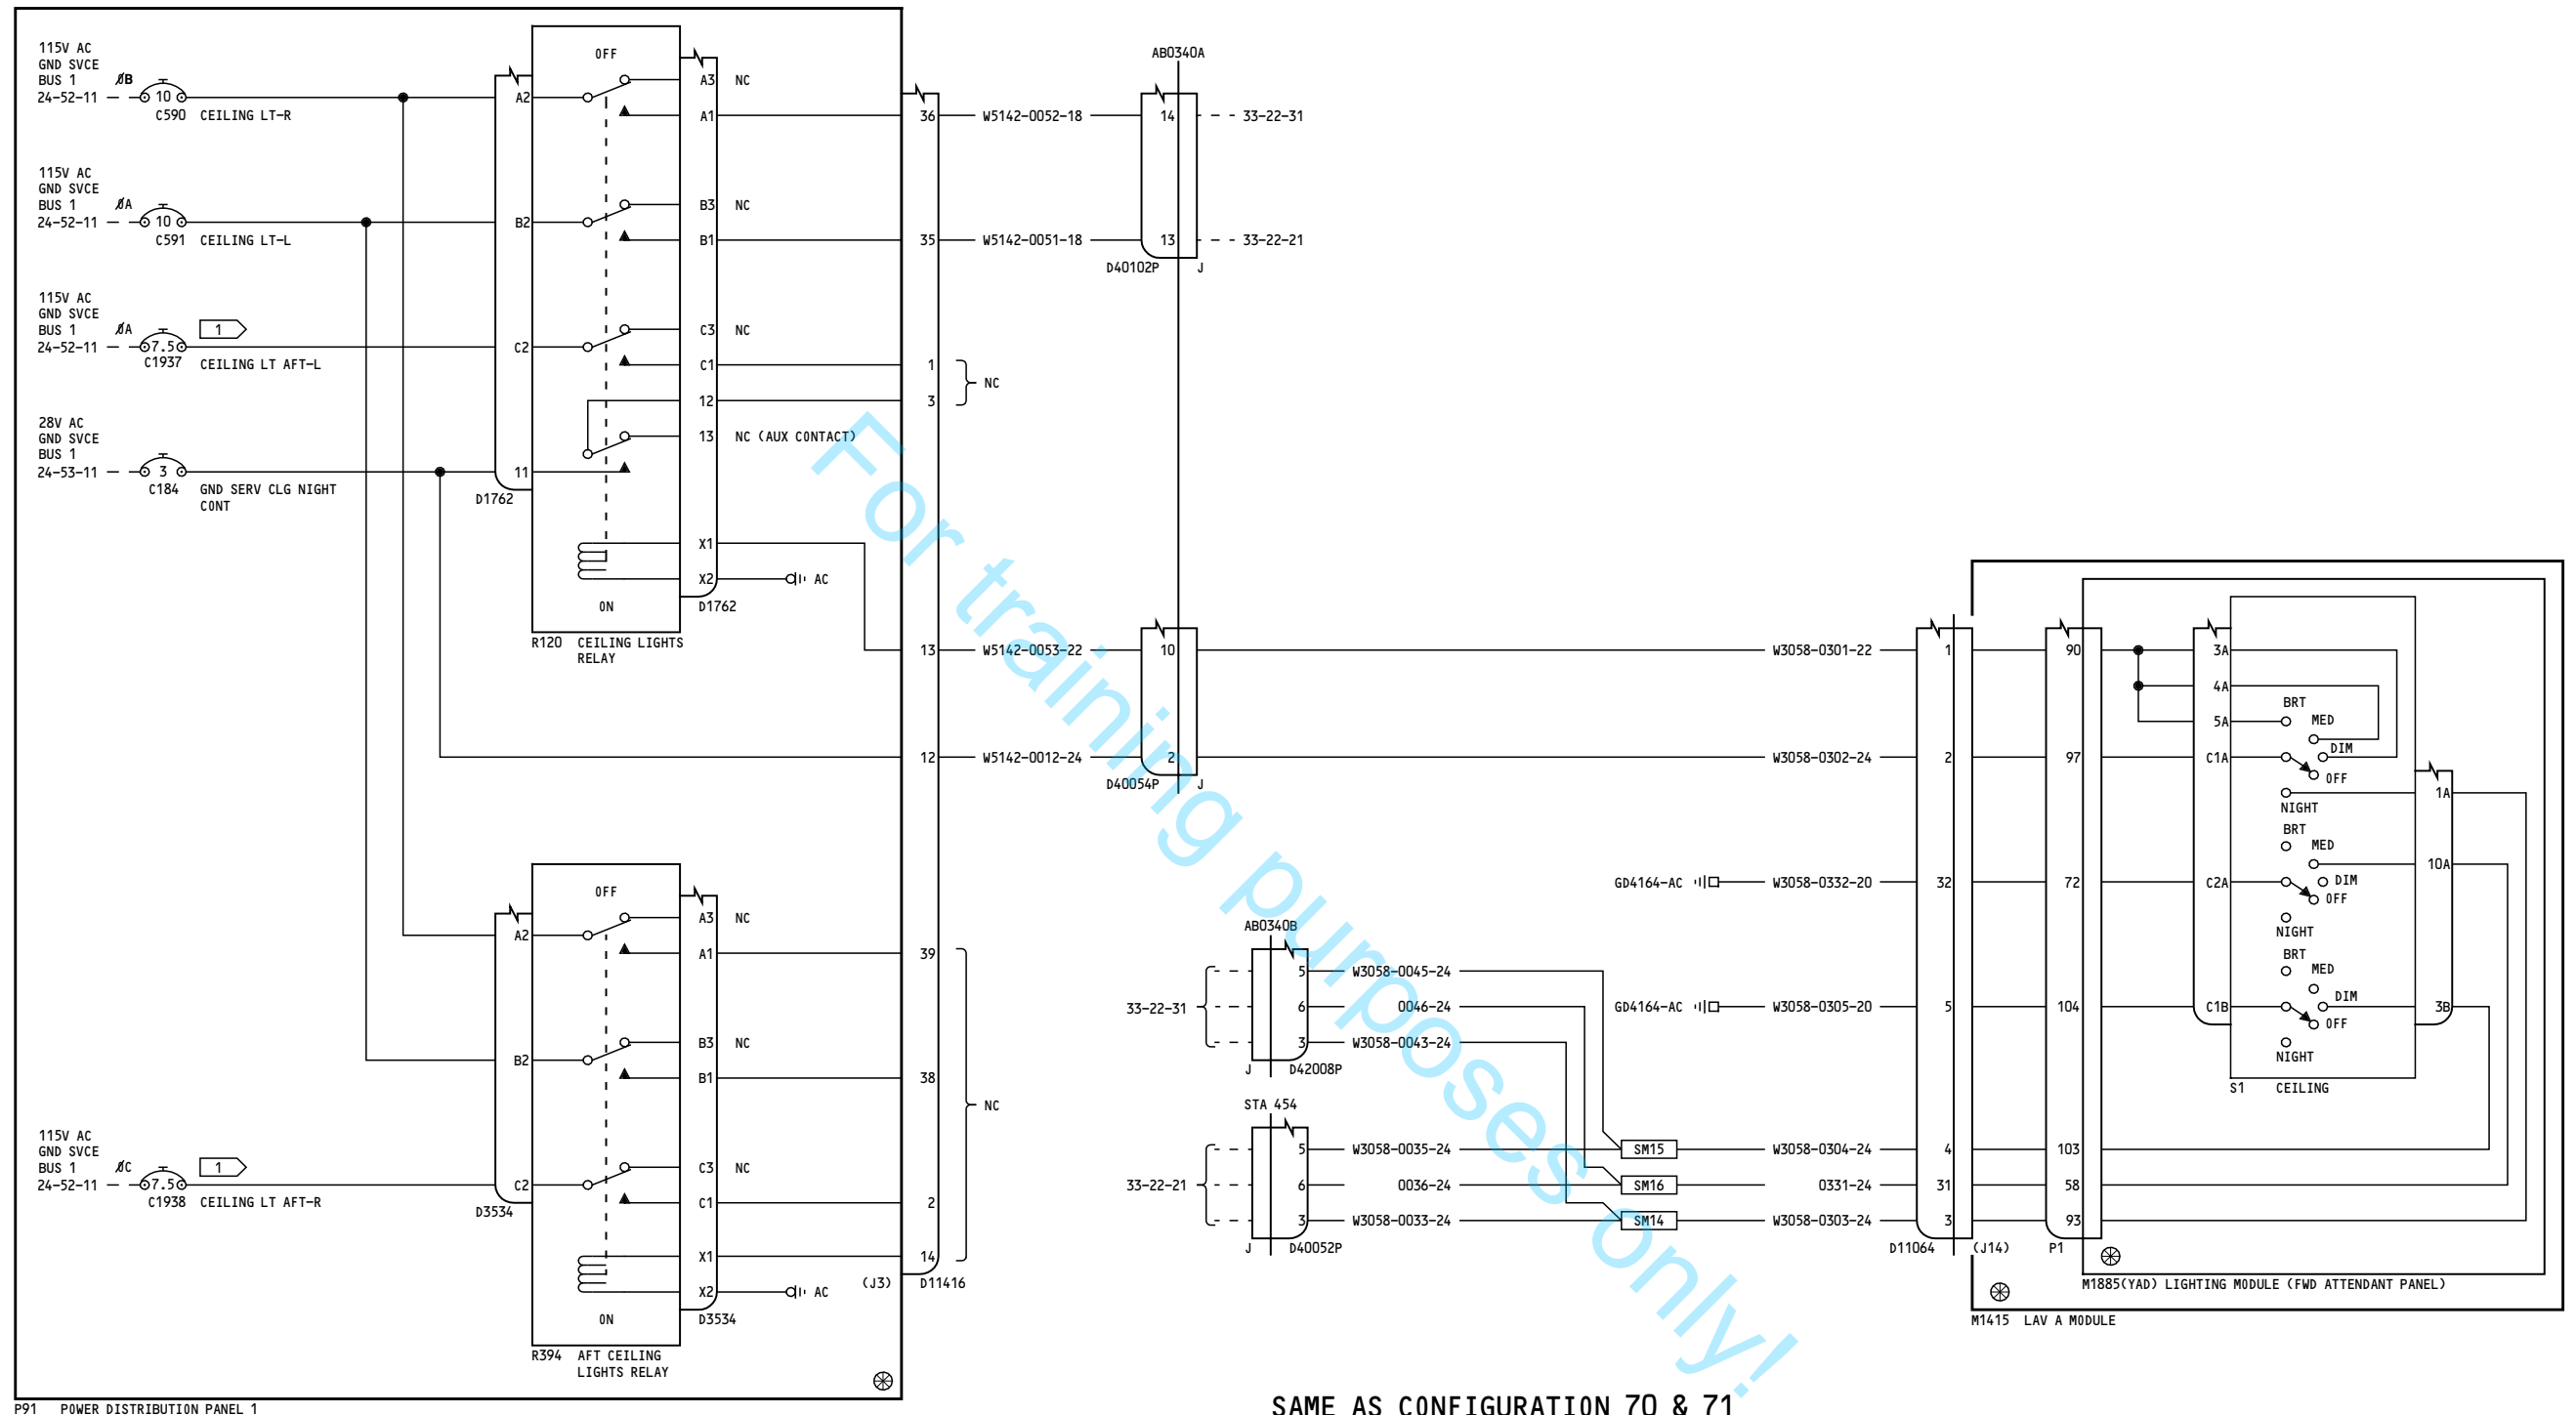 115V AC
GND SVCE
BUS 1 ØB
24-52-11
10
C590 CEILING LT-R
115V AC
GND SVCE
BUS 1 ØA
24-52-11
10
C591 CEILING LT-L
115V AC
GND SVCE
BUS 1 ØA
24-52-11
7.5
1
C1937 CEILING LT AFT-L
28V AC
GND SVCE
BUS 1
24-53-11
3
C184 GND SERV CLG NIGHT
CONT
115V AC
GND SVCE
BUS 1 ØC
24-52-11
7.5
1
C1938 CEILING LT AFT-R
OFF
A2
B2
C2
11
D1762
A3 NC
A1
B3 NC
B1
C3 NC
C1
12
13 NC (AUX CONTACT)
X1
X2 AC
D1762
ON
R120 CEILING LIGHTS
RELAY
OFF
A2
B2
C2
D3534
A3 NC
A1
B3 NC
B1
C3 NC
C1
X1
X2 AC
D3534
ON
R394 AFT CEILING
LIGHTS RELAY
P91 POWER DISTRIBUTION PANEL 1
36 W5142-0052-18
35 W5142-0051-18
1
3
NC
13 W5142-0053-22
12 W5142-0012-24
39
38
2
14
NC
(J3) D11416
AB0340A
14 33-22-31
13 33-22-21
D40102P J
10
2
D40054P J
W3058-0301-22
W3058-0302-24
GD4164-AC W3058-0332-20
GD4164-AC W3058-0305-20
AB0340B
33-22-31
5 W3058-0045-24
6 0046-24
3 W3058-0043-24
J D42008P
STA 454
33-22-21
5 W3058-0035-24
6 0036-24
3 W3058-0033-24
J D40052P
SM15 W3058-0304-24
SM16 0331-24
SM14 W3058-0303-24
1
2
32
5
4
31
3
D11064 (J14)
90
97
72
104
103
58
93
P1
3A
4A
5A
C1A
C2A
C1B
BRT
MED
DIM
OFF
NIGHT
BRT
MED
DIM
OFF
NIGHT
BRT
MED
DIM
OFF
NIGHT
1A
10A
3B
S1 CEILING
M1885(YAD) LIGHTING MODULE (FWD ATTENDANT PANEL)
M1415 LAV A MODULE
For training purposes only!
SAME AS CONFIGURATION 70 & 71